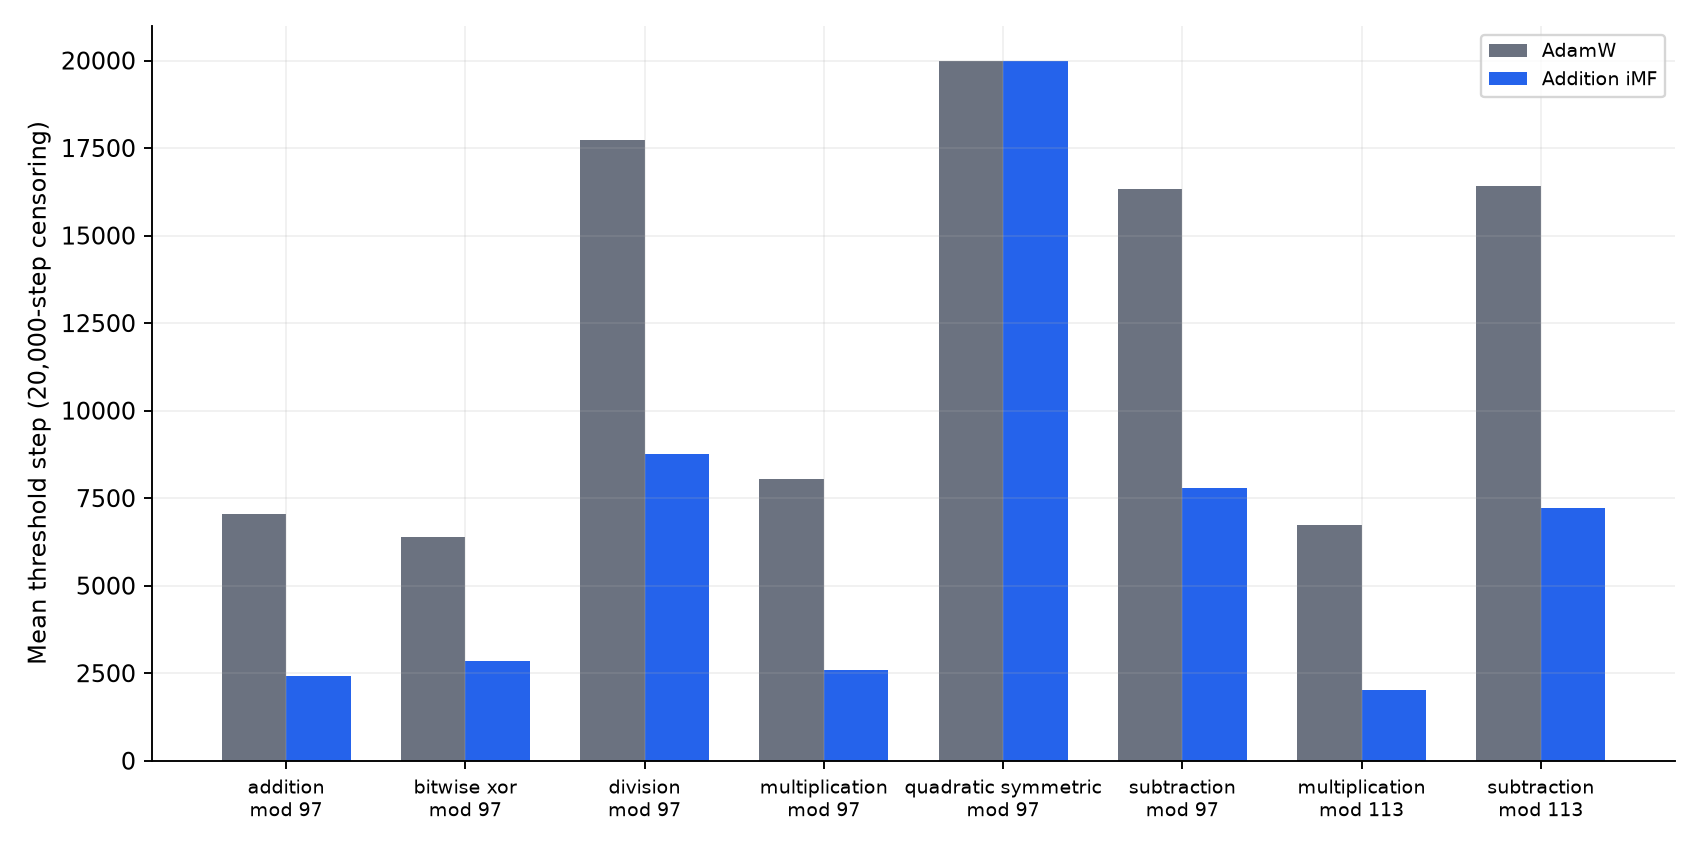 Mean threshold step (20,000-step censoring)
20000
17500
15000
12500
10000
7500
5000
2500
0
AdamW
Addition iMF
addition
mod 97
bitwise xor
mod 97
division
mod 97
multiplication
mod 97
quadratic symmetric
mod 97
subtraction
mod 97
multiplication
mod 113
subtraction
mod 113